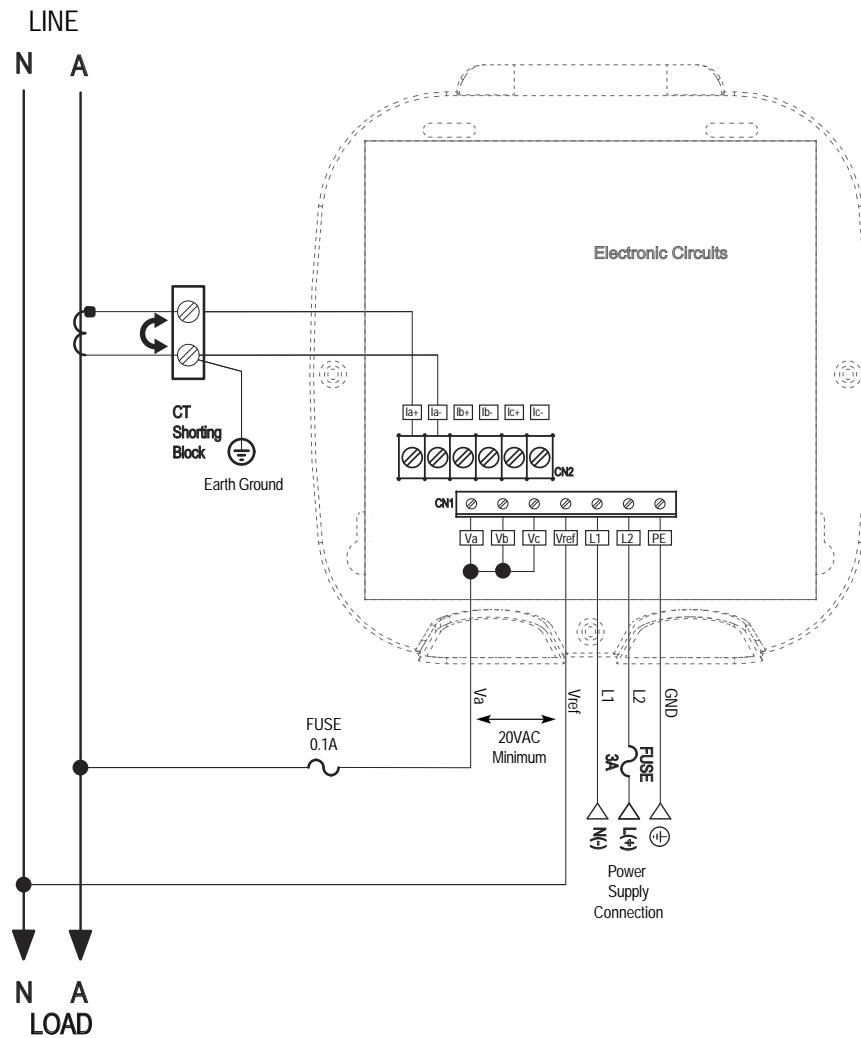 LINE
N A
Electronic Circuits
CT
Shorting
Block
Earth Ground
Ia+ Ia- Ib+ Ib- Ic+ Ic-
CN2
CN1
Va Vb Vc Vref L1 L2 PE
Va
Vref
L1
L2
GND
FUSE
0.1A
20VAC
Minimum
FUSE
3A
N(-)
L(+)
Power
Supply
Connection
N A
LOAD